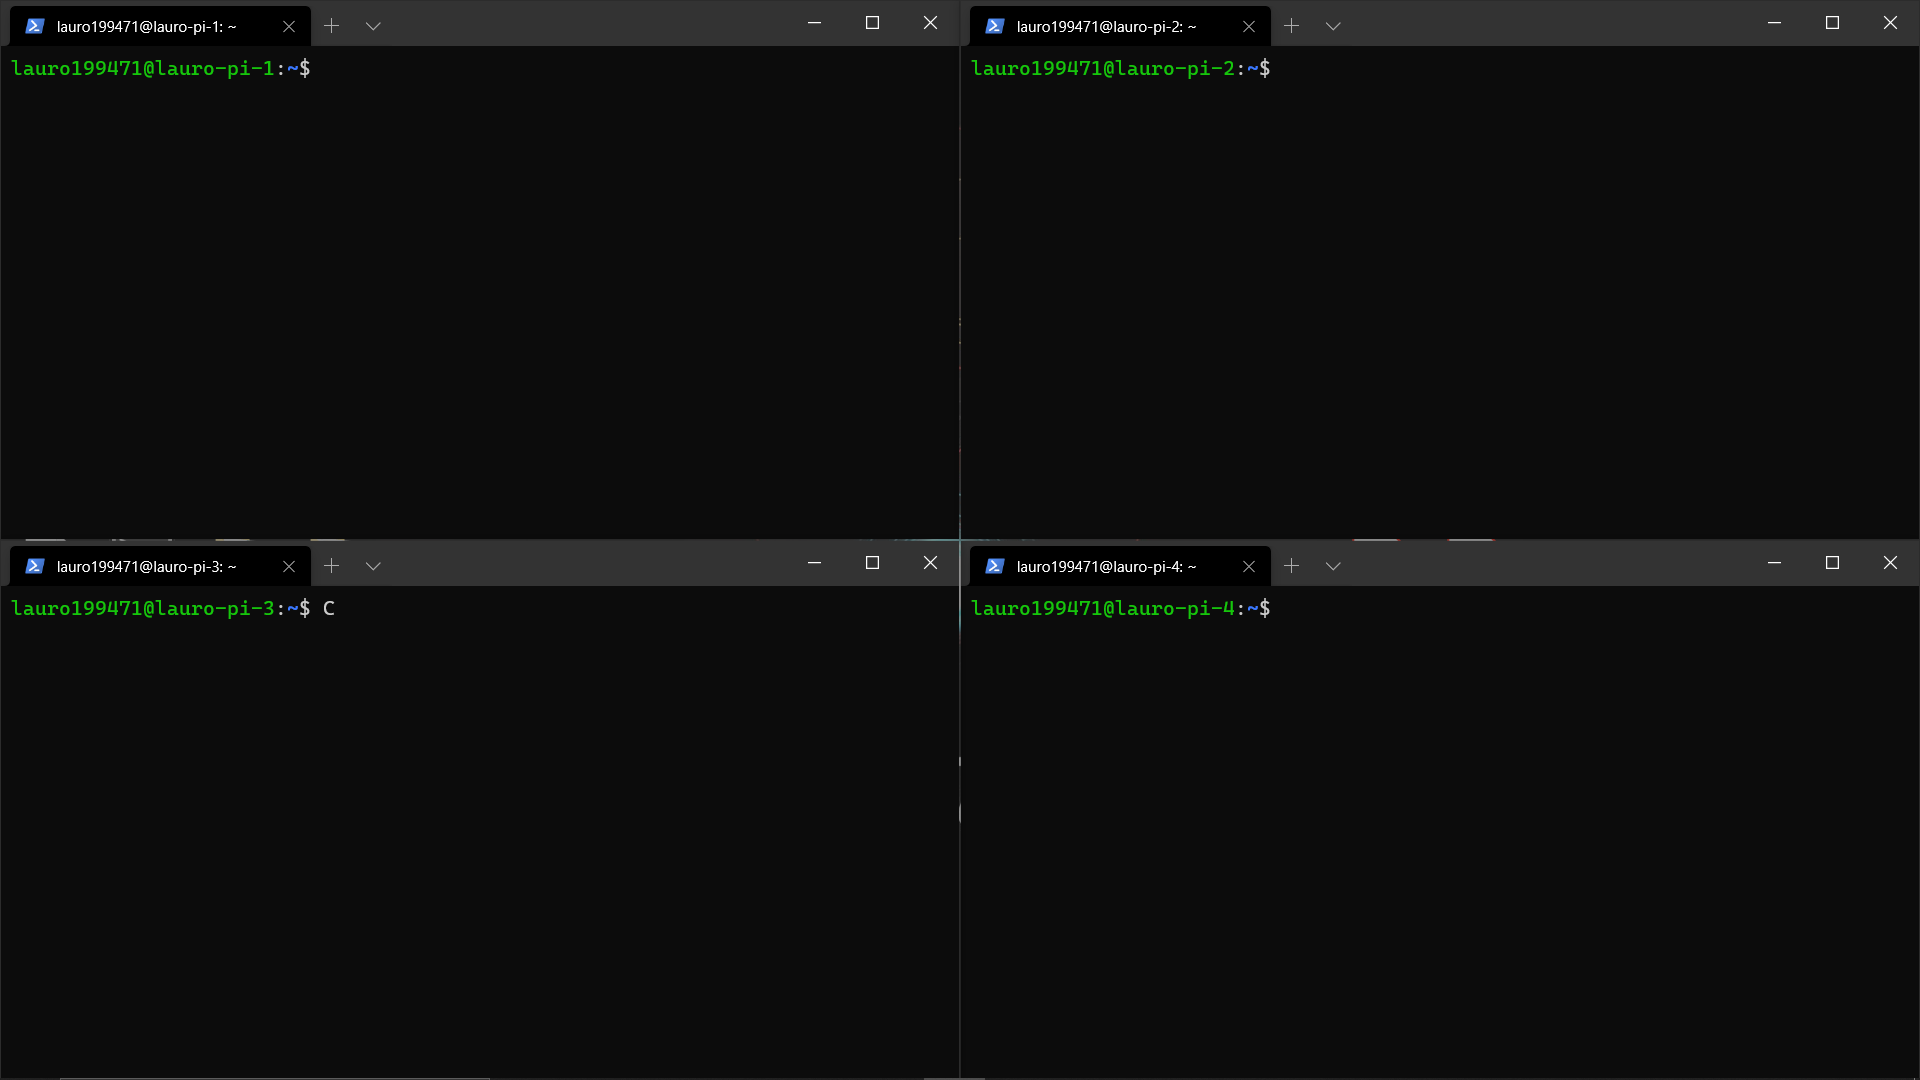 lauro199471@lauro-pi-1: ~
lauro199471@lauro-pi-1:~$
lauro199471@lauro-pi-2: ~
lauro199471@lauro-pi-2:~$
lauro199471@lauro-pi-3: ~
lauro199471@lauro-pi-3:~$ C
lauro199471@lauro-pi-4: ~
lauro199471@lauro-pi-4:~$